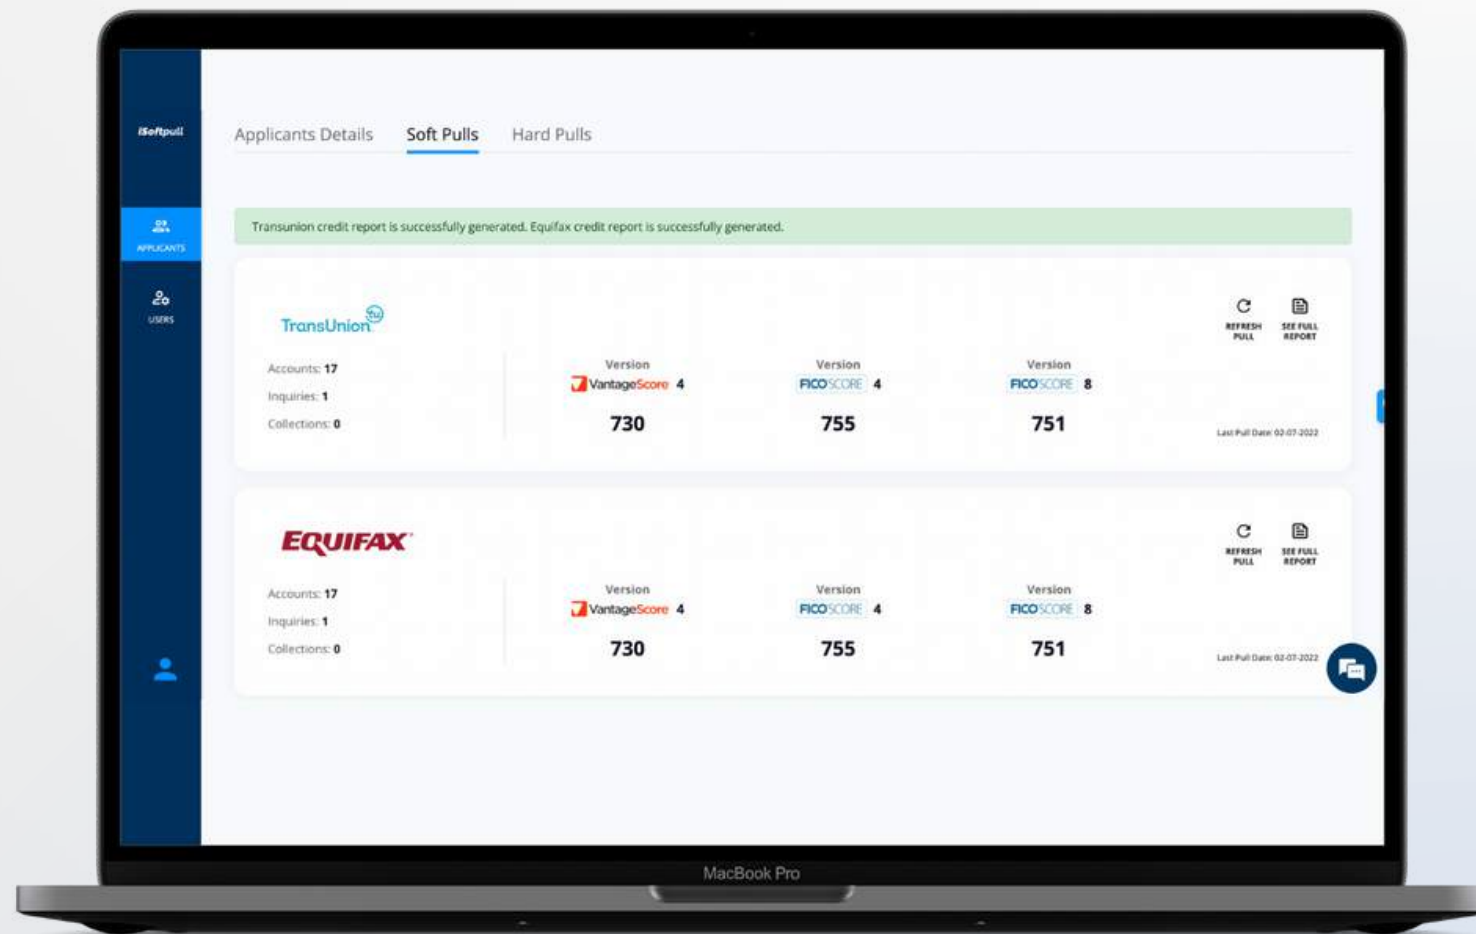 iSoftpull
Applicants Details Soft Pulls Hard Pulls
APPLICANTS
USERS
Transunion credit report is successfully generated. Equifax credit report is successfully generated.
TransUnion tu
REFRESH PULL
SEE FULL REPORT
Accounts: 17
Inquiries: 1
Collections: 0
Version
VantageScore 4
730
Version
FICO SCORE 4
755
Version
FICO SCORE 8
751
Last Pull Date: 02-07-2022
EQUIFAX
REFRESH PULL
SEE FULL REPORT
Accounts: 17
Inquiries: 1
Collections: 0
Version
VantageScore 4
730
Version
FICO SCORE 4
755
Version
FICO SCORE 8
751
Last Pull Date: 02-07-2022
MacBook Pro